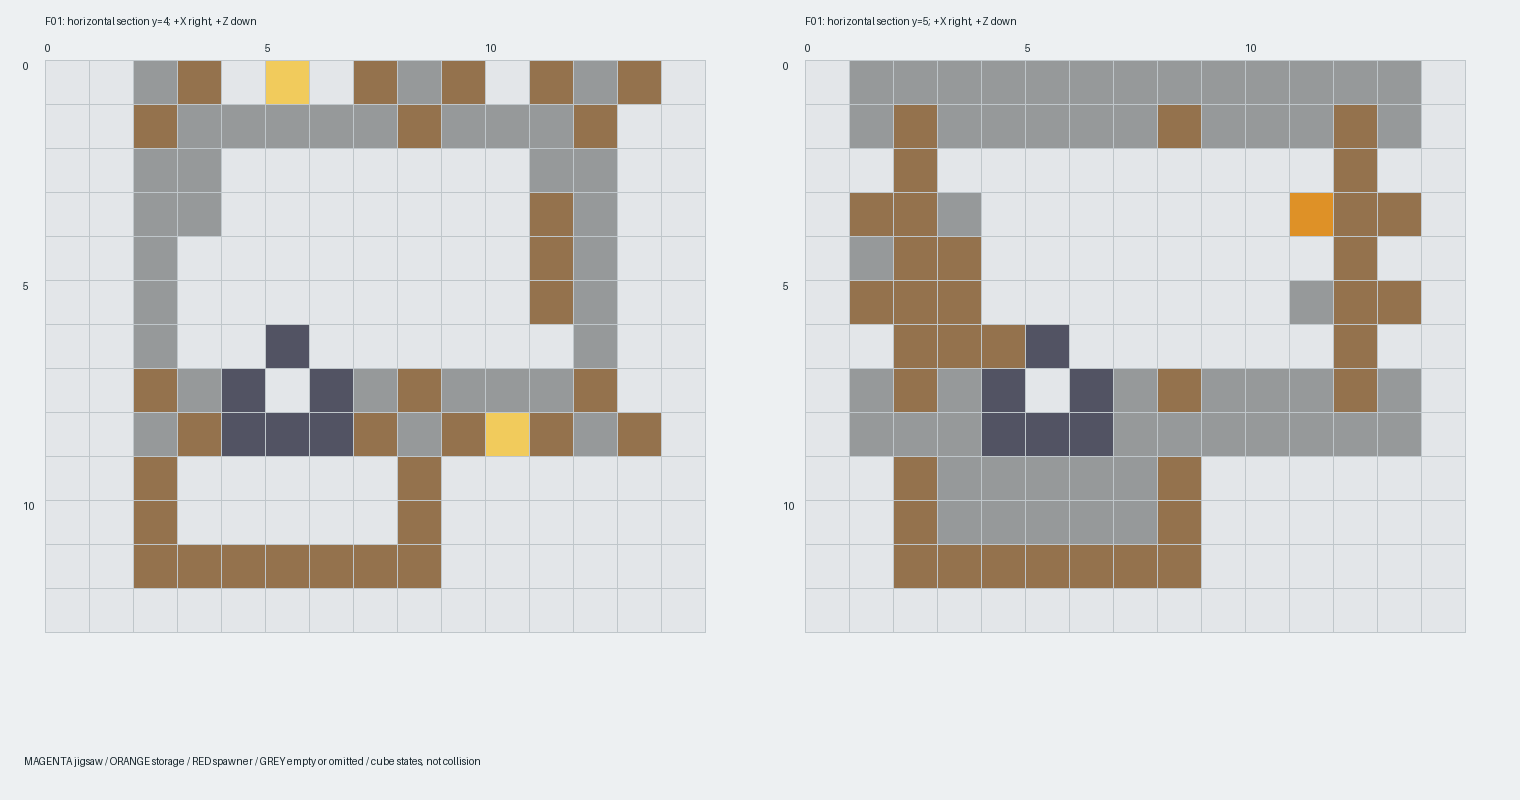 F01: horizontal section y=4; +X right, +Z down
F01: horizontal section y=5; +X right, +Z down
0 5 10
0 5 10
0
0
5
5
10
10
MAGENTA jigsaw / ORANGE storage / RED spawner / GREY empty or omitted / cube states, not collision